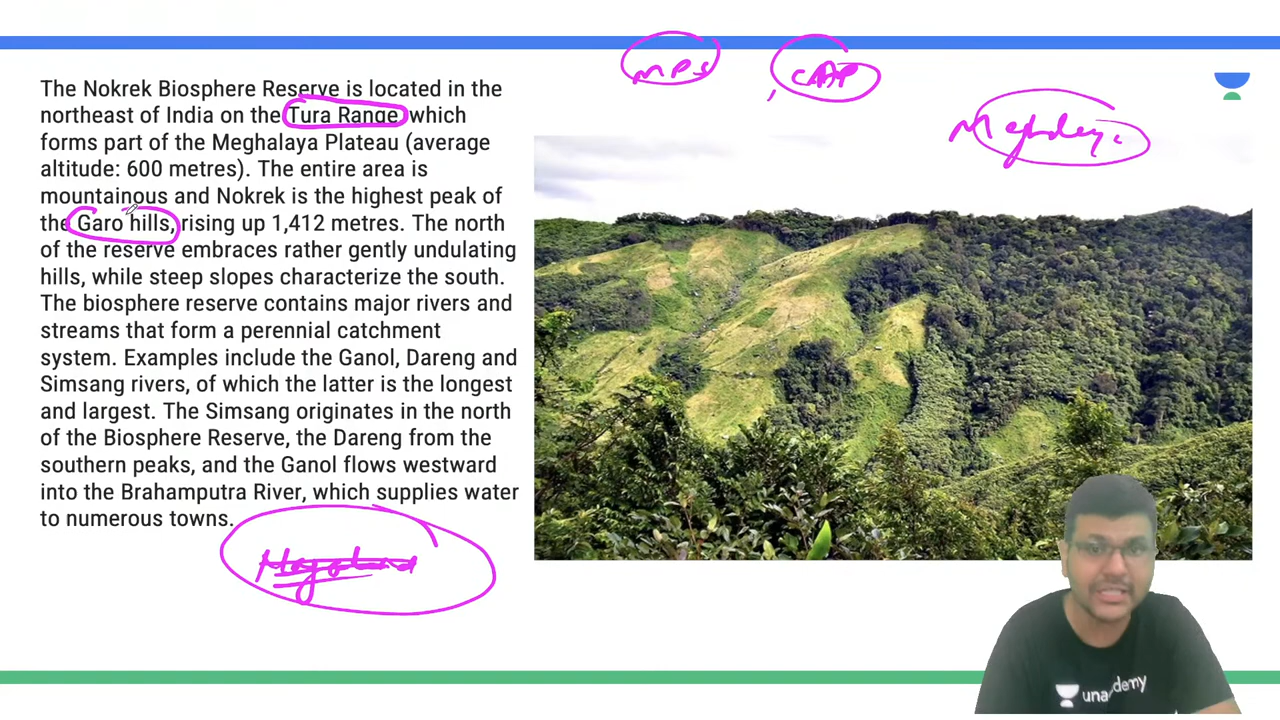 MPs CAP
Meghalaya
The Nokrek Biosphere Reserve is located in the
northeast of India on the Tura Range, which
forms part of the Meghalaya Plateau (average
altitude: 600 metres). The entire area is
mountainous and Nokrek is the highest peak of
the Garo hills, rising up 1,412 metres. The north
of the reserve embraces rather gently undulating
hills, while steep slopes characterize the south.
The biosphere reserve contains major rivers and
streams that form a perennial catchment
system. Examples include the Ganol, Dareng and
Simsang rivers, of which the latter is the longest
and largest. The Simsang originates in the north
of the Biosphere Reserve, the Dareng from the
southern peaks, and the Ganol flows westward
into the Brahamputra River, which supplies water
to numerous towns.
unacademy